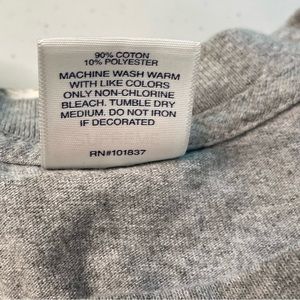 90% COTON
10% POLYESTER
MACHINE WASH WARM
WITH LIKE COLORS
ONLY NON-CHLORINE
BLEACH. TUMBLE DRY
MEDIUM. DO NOT IRON
IF DECORATED
RN#101837